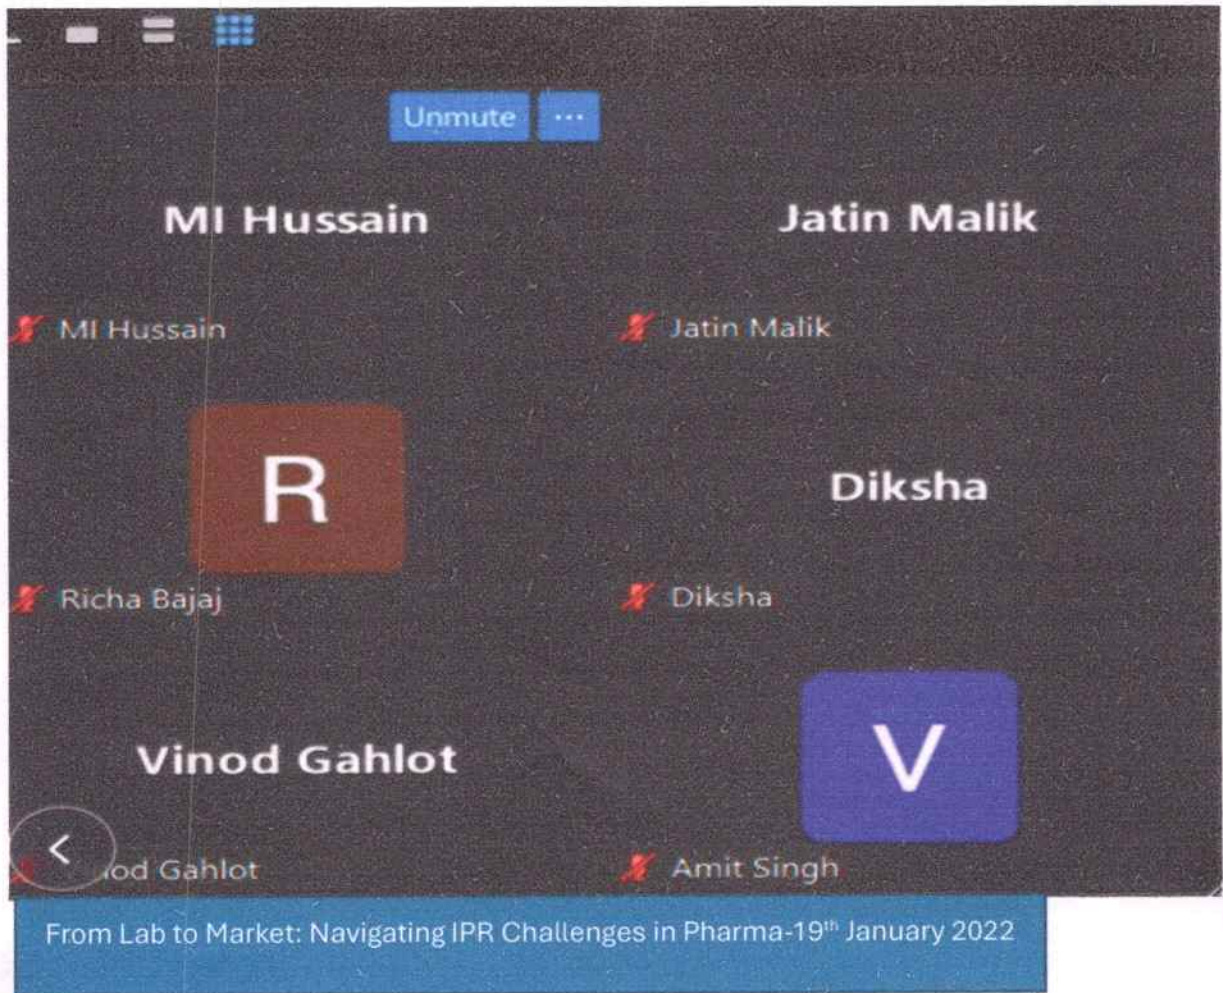 Unmute ...
MI Hussain
Jatin Malik
MI Hussain
Jatin Malik
R
Diksha
Richa Bajaj
Diksha
Vinod Gahlot
V
nod Gahlot
Amit Singh
From Lab to Market: Navigating IPR Challenges in Pharma-19th January 2022